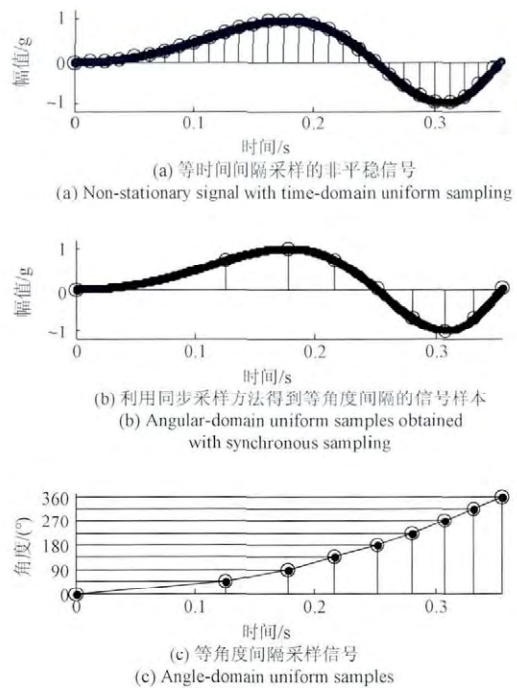 幅值/g
1
0
~1
0
0.1
0.2
0.3
时间/s
(a) 等时间间隔采样的非平稳信号
(a) Non-stationary signal with time-domain uniform sampling
幅值/g
1
0
~1
0
0.1
0.2
0.3
时间/s
(b) 利用同步采样方法得到等角度间隔的信号样本
(b) Angular-domain uniform samples obtained
with synchronous sampling
角度/(°)
360
270
180
90
0
0
0.1
0.2
0.3
时间/s
(c) 等角度间隔采样信号
(c) Angle-domain uniform samples